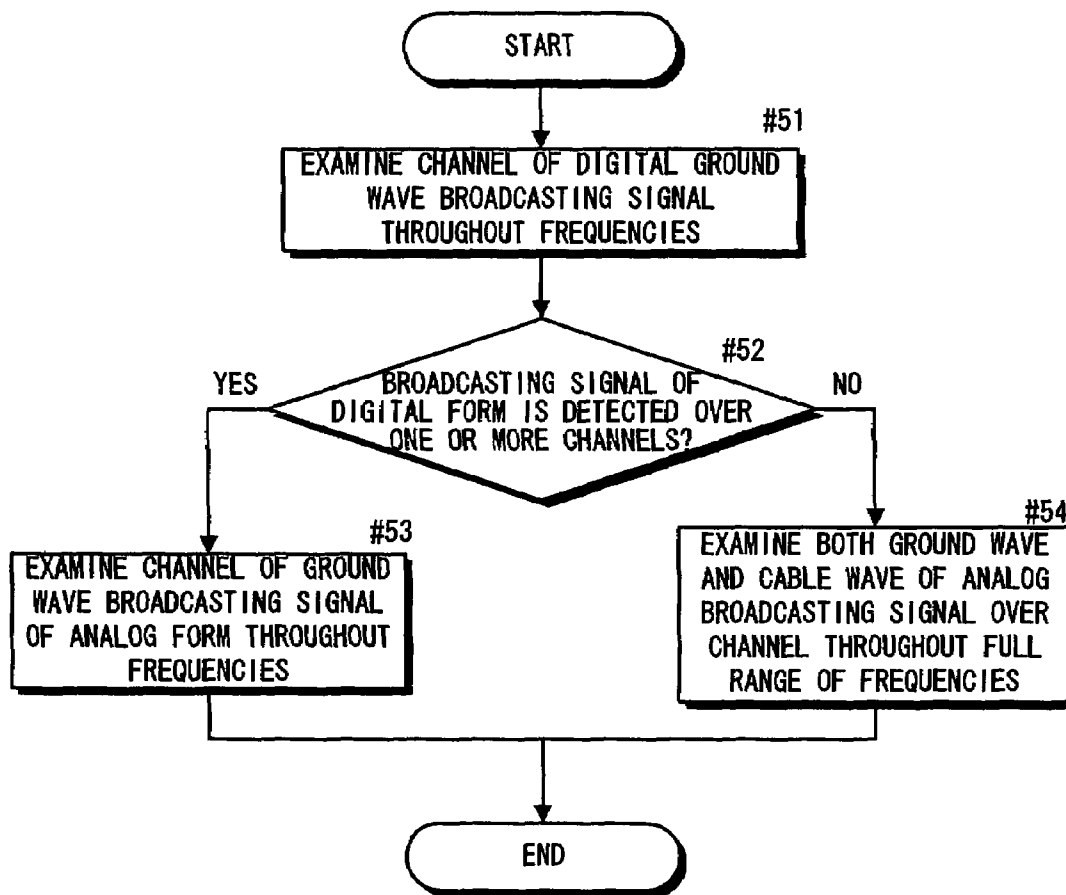 START
#51
EXAMINE CHANNEL OF DIGITAL GROUND
WAVE BROADCASTING SIGNAL
THROUGHOUT FREQUENCIES
#52
YES
BROADCASTING SIGNAL OF
DIGITAL FORM IS DETECTED OVER
ONE OR MORE CHANNELS?
NO
#53
EXAMINE CHANNEL OF GROUND
WAVE BROADCASTING SIGNAL
OF ANALOG FORM THROUGHOUT
FREQUENCIES
#54
EXAMINE BOTH GROUND WAVE
AND CABLE WAVE OF ANALOG
BROADCASTING SIGNAL OVER
CHANNEL THROUGHOUT FULL
RANGE OF FREQUENCIES
END